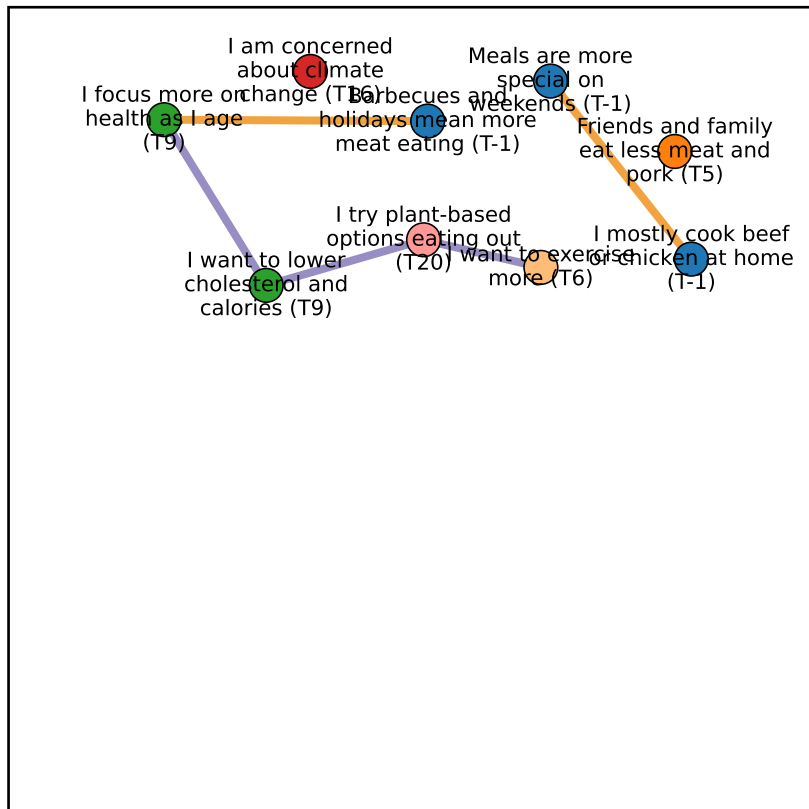 I am concerned
about climate
change (T16)
Meals are more
special on
weekends (T-1)
I focus more on
health as I age
(T9)
Barbecues and
holidays mean more
meat eating (T-1)
Friends and family
eat less meat and
pork (T5)
I try plant-based
options eating out
(T20)
I mostly cook beef
or chicken at home
(T-1)
I want to lower
cholesterol and
calories (T9)
I want to exercise
more (T6)